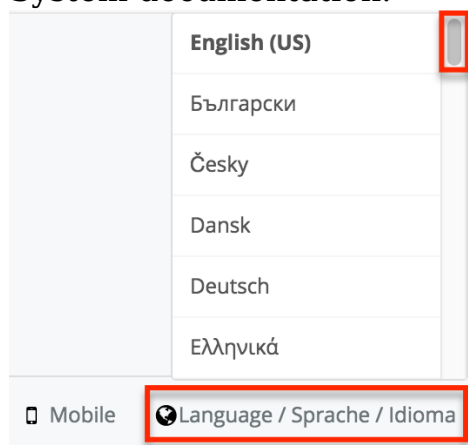 System documentation.
English (US)
Български
Česky
Dansk
Deutsch
Ελληνικά
Mobile Language / Sprache / Idioma